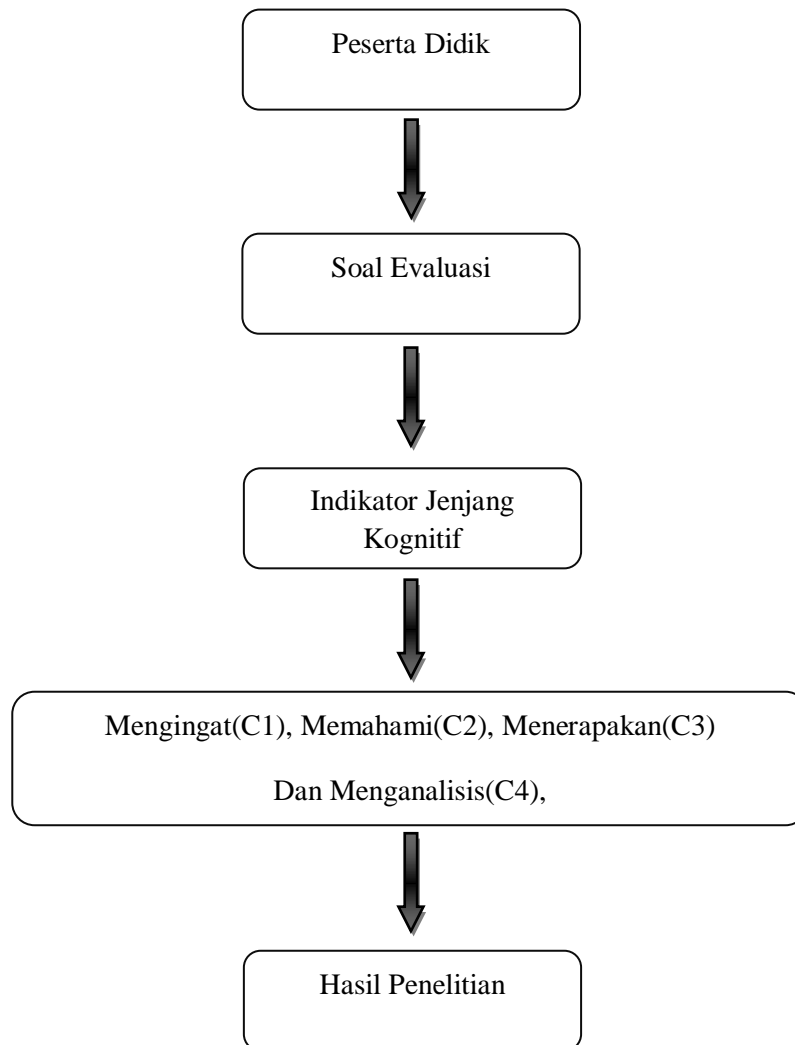 Peserta Didik
Soal Evaluasi
Indikator Jenjang
Kognitif
Mengingat(C1), Memahami(C2), Menerapakan(C3)
Dan Menganalisis(C4),
Hasil Penelitian